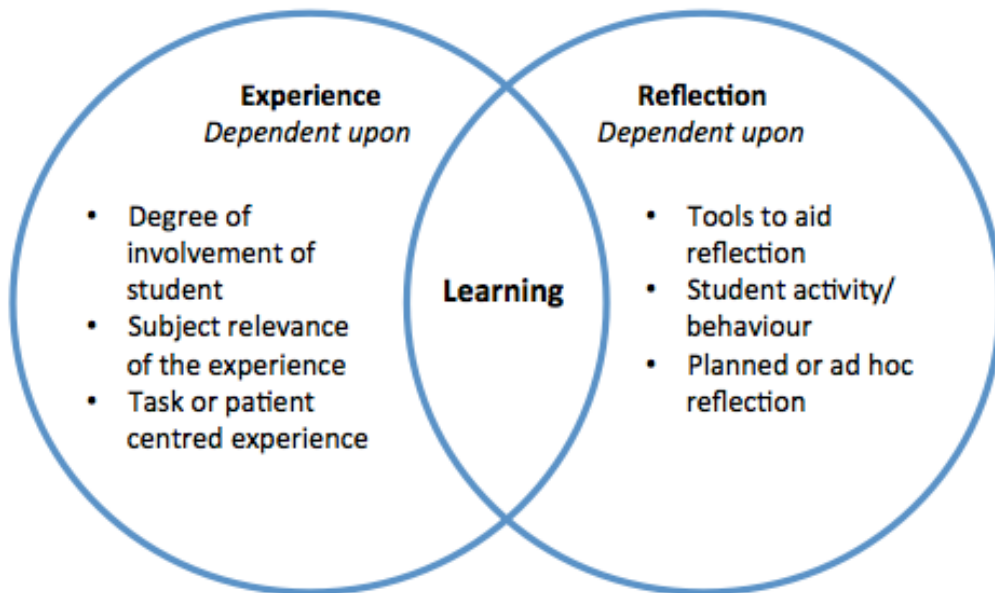 Experience
Dependent upon
• Degree of
involvement of
student
• Subject relevance
of the experience
• Task or patient
centred experience
Learning
Reflection
Dependent upon
• Tools to aid
reflection
• Student activity/
behaviour
• Planned or ad hoc
reflection